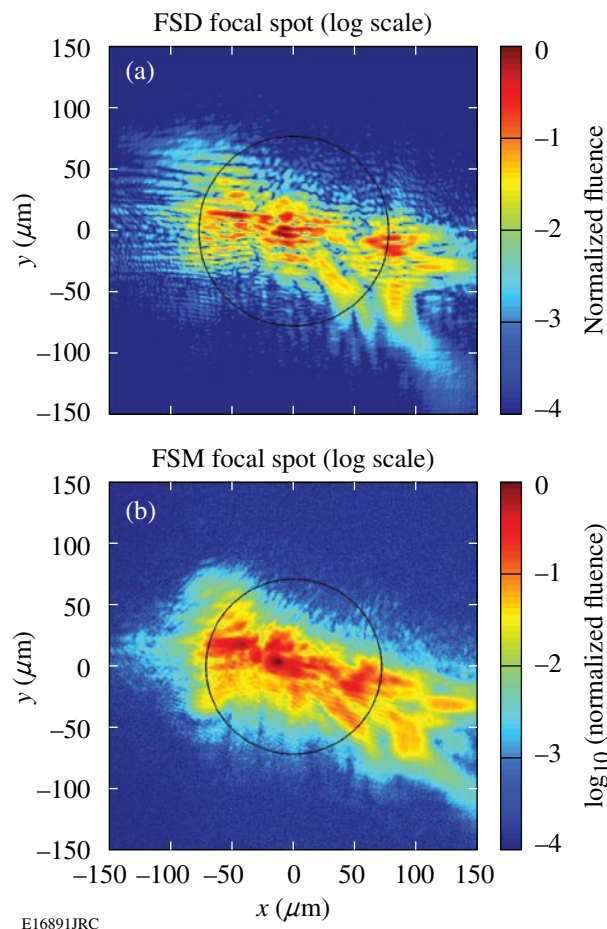 FSD focal spot (log scale)
150
100
50
0
−50
−100
−150
y (μm)
(a)
0
−1
−2
−3
−4
Normalized fluence
FSM focal spot (log scale)
150
100
50
0
−50
−100
−150
y (μm)
(b)
0
−1
−2
−3
−4
log10 (normalized fluence)
−150 −100 −50 0 50 100 150
x (μm)
E16891JRC